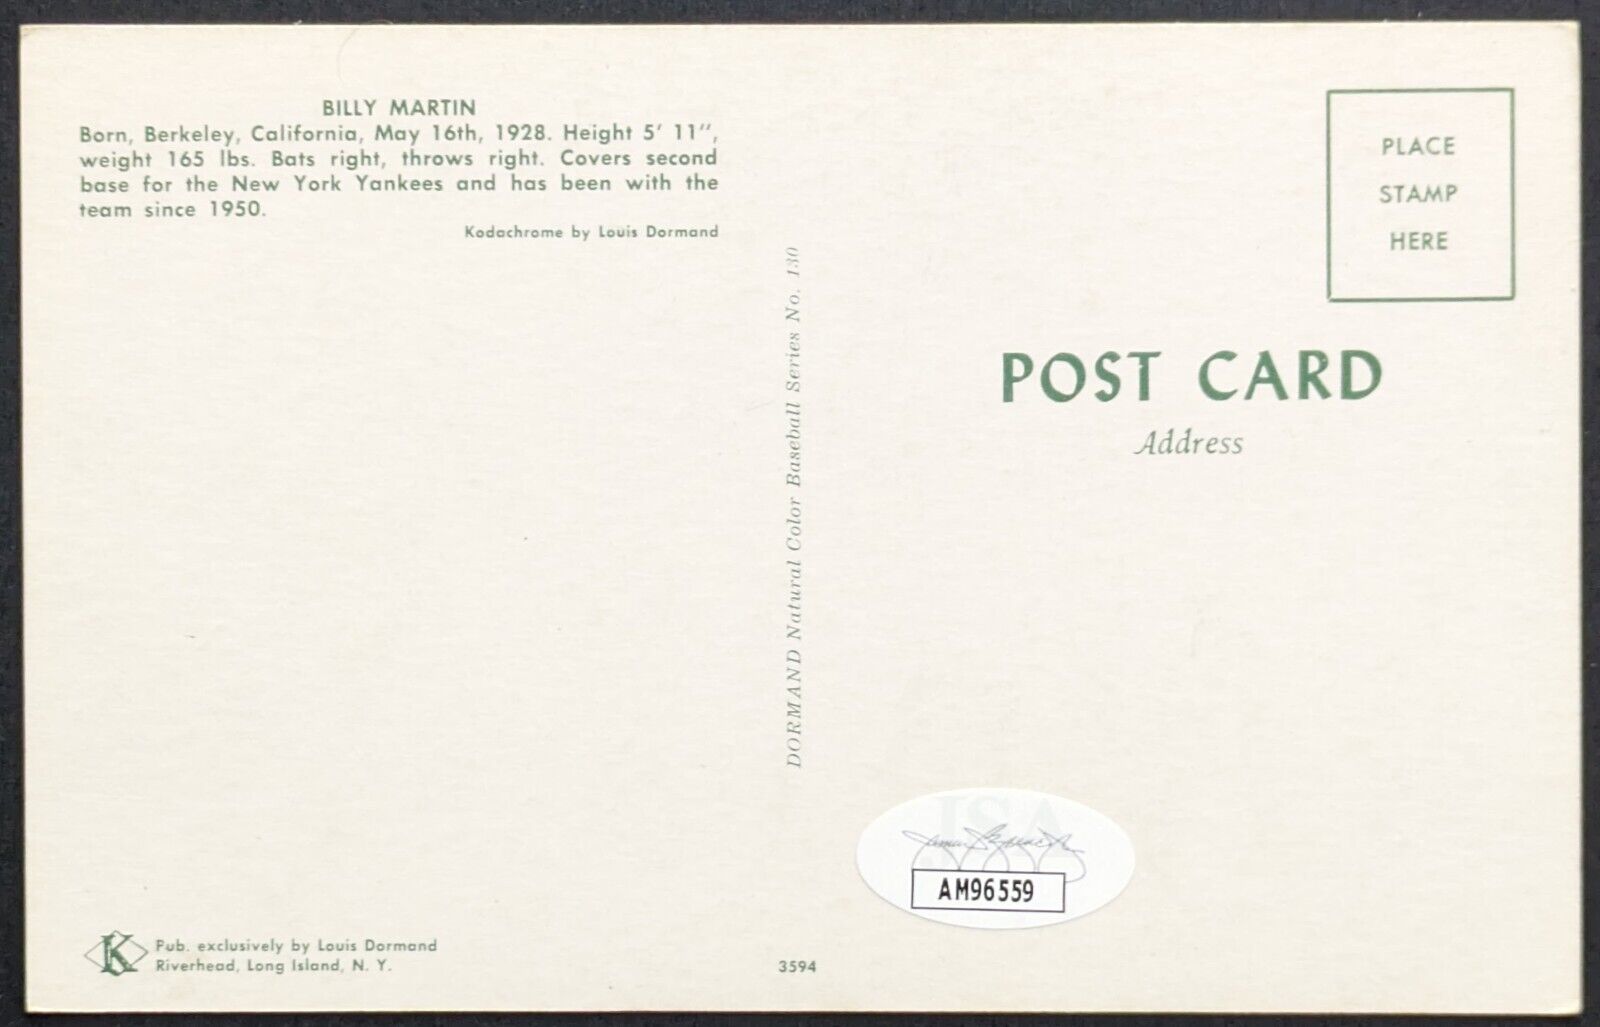 BILLY MARTIN
Born, Berkeley, California, May 16th, 1928. Height 5' 11",
weight 165 lbs. Bats right, throws right. Covers second
base for the New York Yankees and has been with the
team since 1950.
Kodachrome by Louis Dormand
DORMAND Natural Color Baseball Series No. 130
PLACE
STAMP
HERE
POST CARD
Address
JSA
AM96559
K
Pub. exclusively by Louis Dormand
Riverhead, Long Island, N. Y.
3594